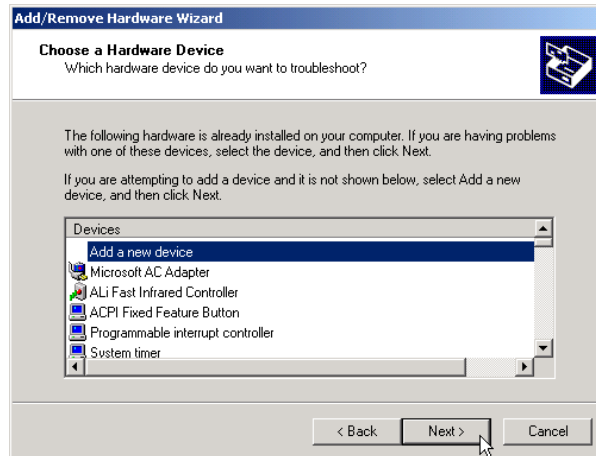 Add/Remove Hardware Wizard
Choose a Hardware Device
Which hardware device do you want to troubleshoot?
The following hardware is already installed on your computer. If you are having problems
with one of these devices, select the device, and then click Next.
If you are attempting to add a device and it is not shown below, select Add a new
device, and then click Next.
Devices
Add a new device
Microsoft AC Adapter
ALi Fast Infrared Controller
ACPI Fixed Feature Button
Programmable interrupt controller
System timer
< Back Next > Cancel